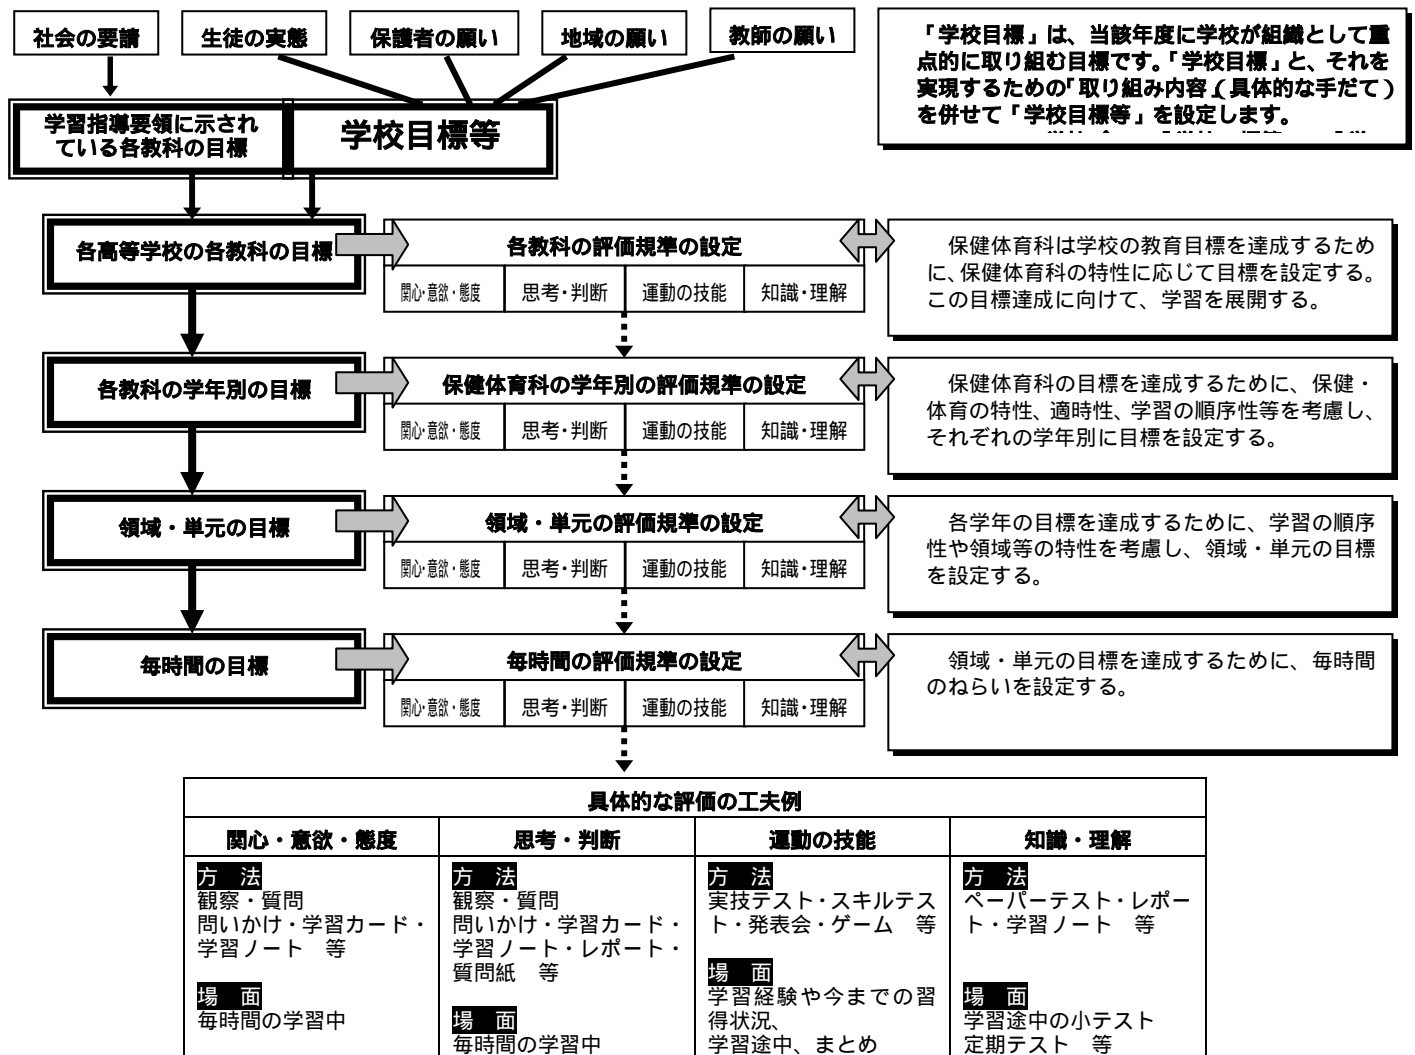 社会の要請
生徒の実態
保護者の願い
地域の願い
教師の願い
「学校目標」は、当該年度に学校が組織として重
点的に取り組む目標です。「学校目標」と、それを
実現するための「取り組み内容(具体的な手だて)
を併せて「学校目標等」を設定します。
学習指導要領に示され
ている各教科の目標
学校目標等
各高等学校の各教科の目標
各教科の評価規準の設定
関心・意欲・態度 思考・判断 運動の技能 知識・理解
保健体育科は学校の教育目標を達成するため
に、保健体育科の特性に応じて目標を設定する。
この目標達成に向けて、学習を展開する。
各教科の学年別の目標
保健体育科の学年別の評価規準の設定
関心・意欲・態度 思考・判断 運動の技能 知識・理解
保健体育科の目標を達成するために、保健・
体育の特性、適時性、学習の順序性等を考慮し、
それぞれの学年別に目標を設定する。
領域・単元の目標
領域・単元の評価規準の設定
関心・意欲・態度 思考・判断 運動の技能 知識・理解
各学年の目標を達成するために、学習の順序
性や領域等の特性を考慮し、領域・単元の目標
を設定する。
毎時間の目標
毎時間の評価規準の設定
関心・意欲・態度 思考・判断 運動の技能 知識・理解
領域・単元の目標を達成するために、毎時間
のねらいを設定する。
具体的な評価の工夫例
関心・意欲・態度
方 法
観察・質問
問いかけ・学習カード・
学習ノート 等
場 面
毎時間の学習中
思考・判断
方 法
観察・質問
問いかけ・学習カード・
学習ノート・レポート・
質問紙 等
場 面
毎時間の学習中
運動の技能
方 法
実技テスト・スキルテス
ト・発表会・ゲーム 等
場 面
学習経験や今までの習
得状況、
学習途中、まとめ
知識・理解
方 法
ペーパーテスト・レポー
ト・学習ノート 等
場 面
学習途中の小テスト
定期テスト 等